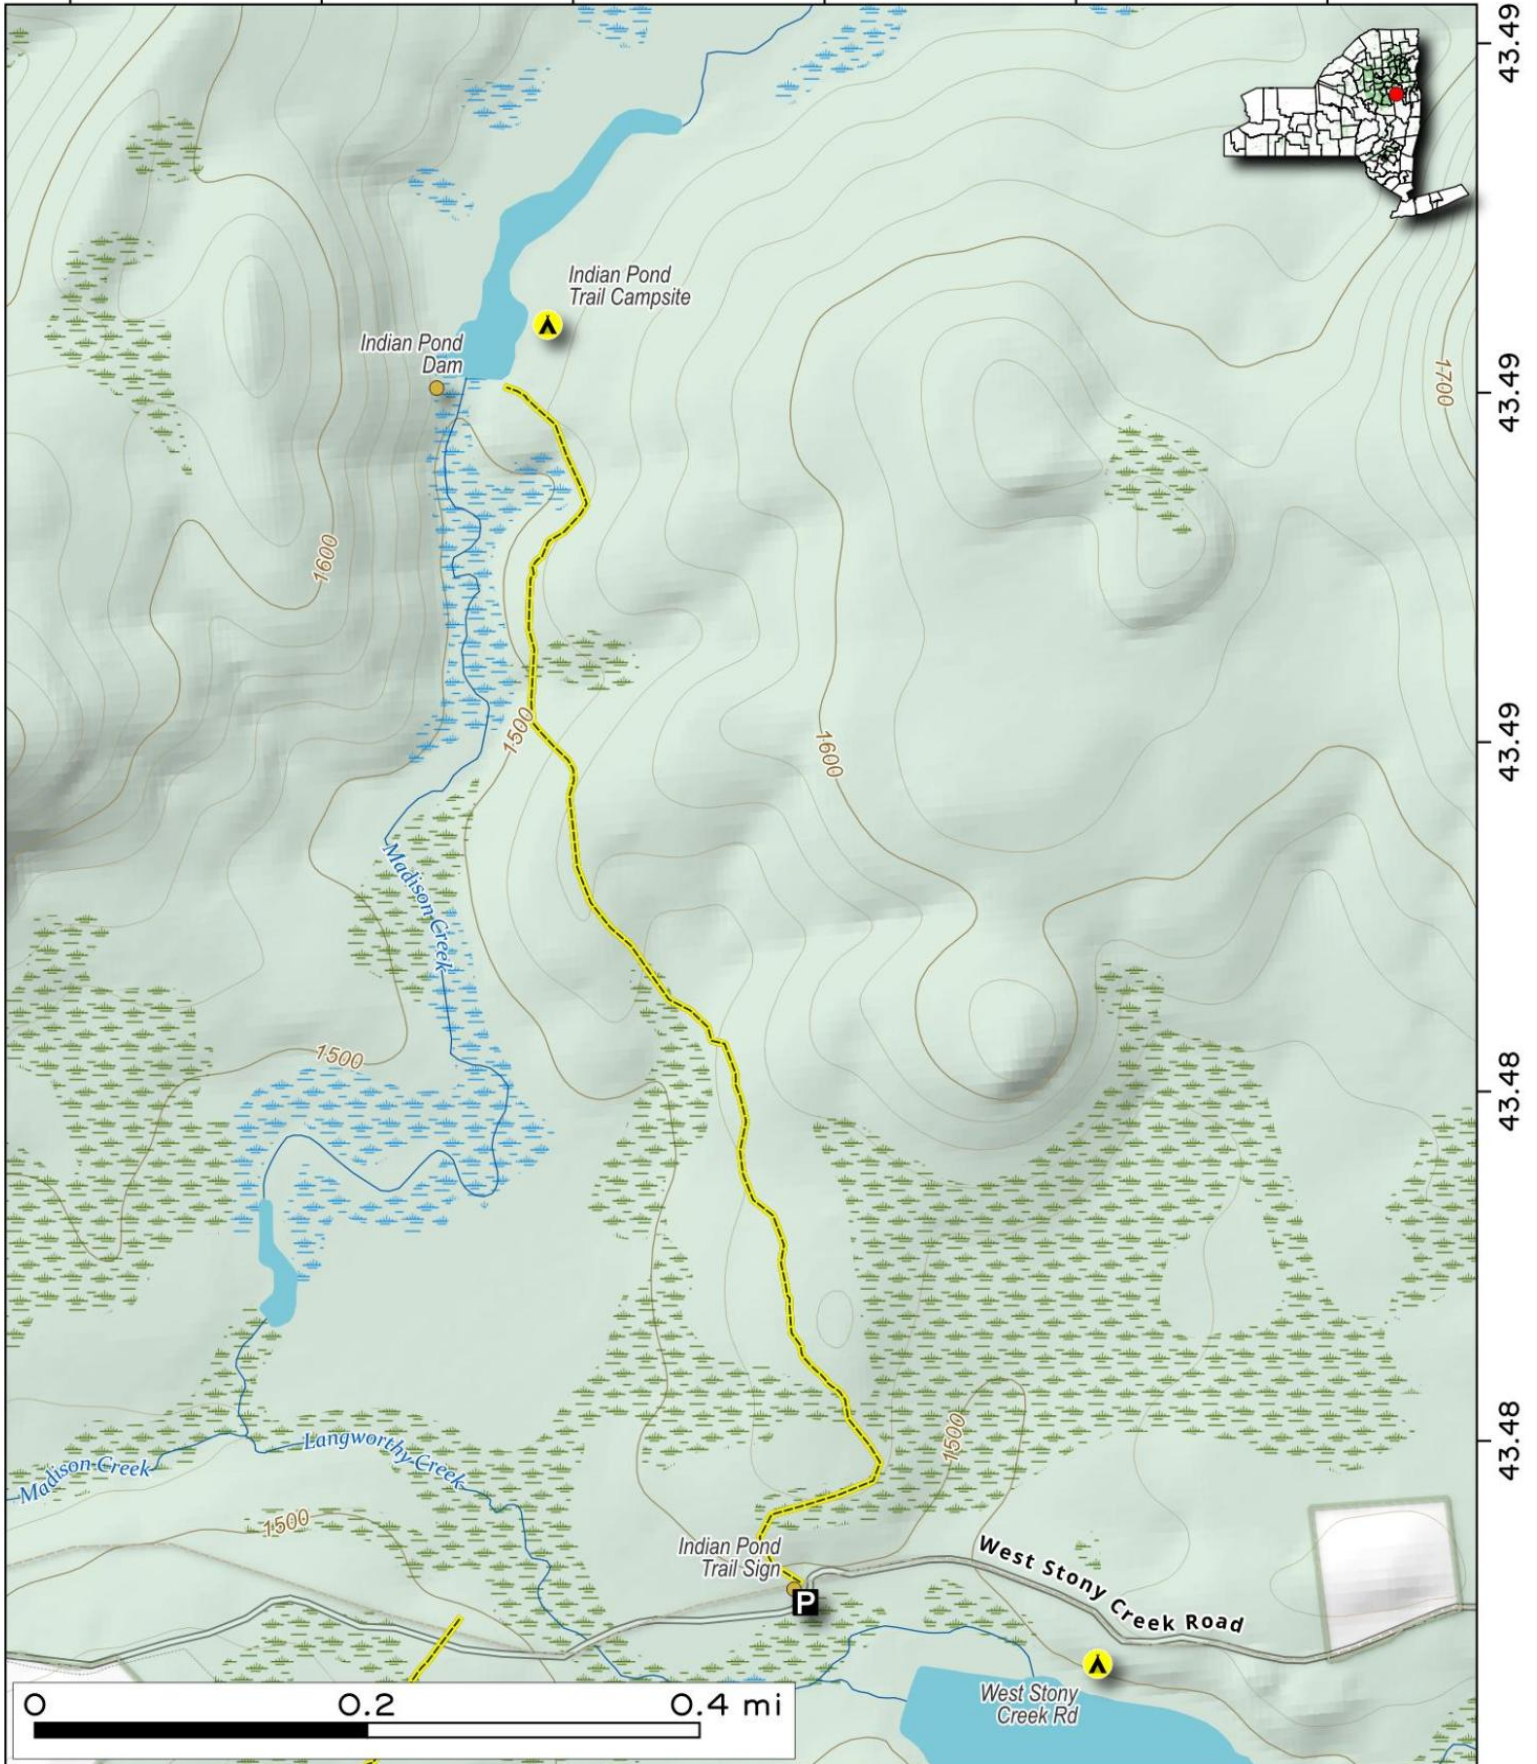 43.49
Indian Pond
Trail Campsite
Indian Pond
Dam
1700
43.49
1600
1500
1600
43.49
Madison Creek
1500
43.48
1500
Madison Creek
Langworthy Creek
43.48
1500
Indian Pond
Trail Sign
P
West Stony Creek Road
West Stony
Creek Rd
0 0.2 0.4 mi